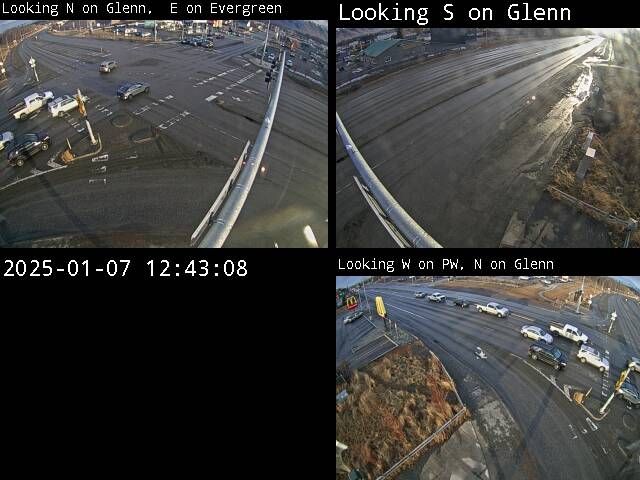 Looking N on Glenn,  E on Evergreen
Looking S on Glenn
2025-01-07 12:43:08
Looking W on PW, N on Glenn